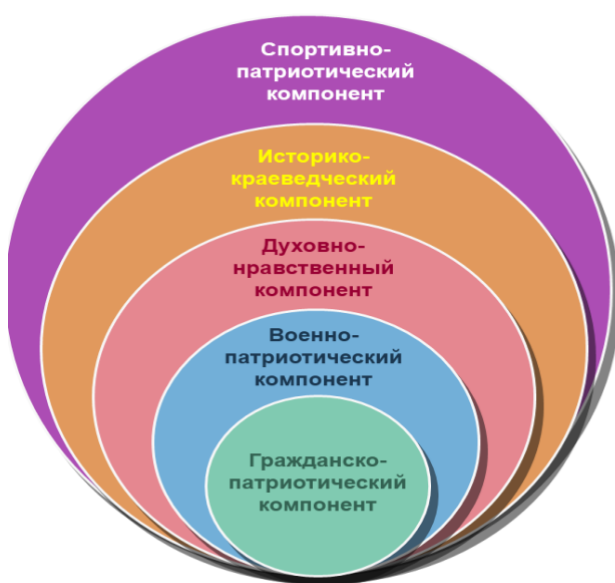 Спортивно-
патриотический
компонент
Историко-
краеведческий
компонент
Духовно-
нравственный
компонент
Военно-
патриотический
компонент
Гражданско-
патриотический
компонент